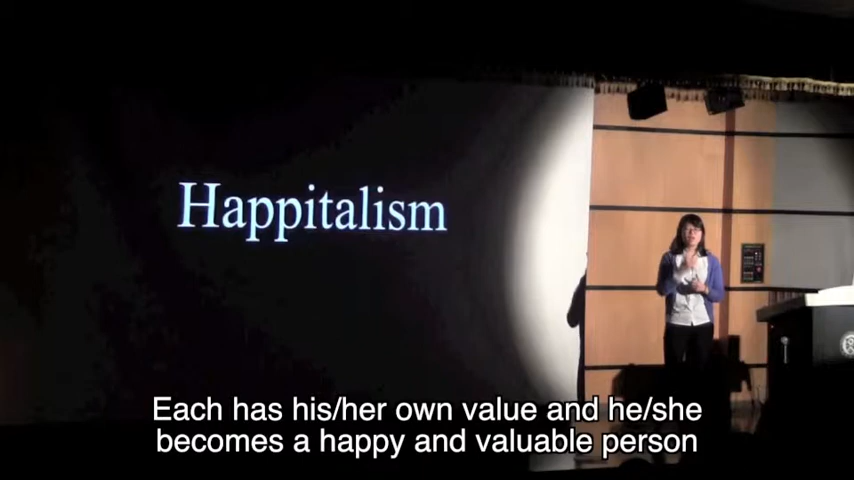 Happitalism
Each has his/her own value and he/she
becomes a happy and valuable person